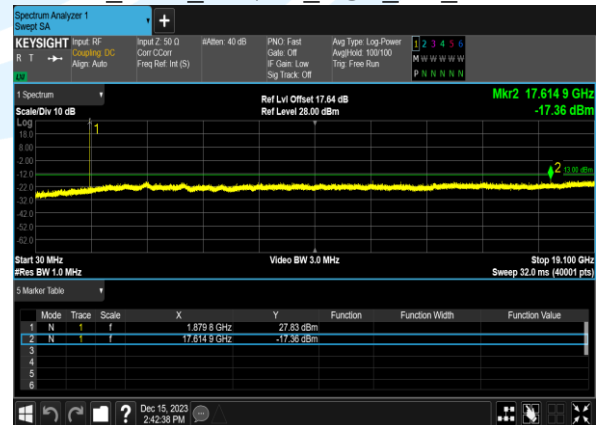 Spectrum Analyzer 1
Swept SA
+
KEYSIGHT
R T
LV
Input: RF
Coupling: DC
Align: Auto
Input Z: 50 Ω
Corr CCorr
Freq Ref: Int (S)
#Atten: 40 dB
PNO: Fast
Gate: Off
IF Gain: Low
Sig Track: Off
Avg Type: Log-Power
Avg|Hold: 100/100
Trig: Free Run
1 2 3 4 5 6
M W W W W W
P N N N N N
1 Spectrum
Scale/Div 10 dB
Ref Lvl Offset 17.64 dB
Ref Level 28.00 dBm
Mkr2 17.614 9 GHz
-17.36 dBm
Log
1
18.0
8.00
-2.00
-12.0
-22.0
-32.0
-42.0
-52.0
-62.0
2
Start 30 MHz
#Res BW 1.0 MHz
Video BW 3.0 MHz
Stop 19.100 GHz
Sweep 32.0 ms (40001 pts)
5 Marker Table
Mode Trace Scale X Y Function Function Width Function Value
1 N 1 f 1.879 8 GHz 27.83 dBm
2 N 1 f 17.614 9 GHz -17.36 dBm
3
4
5
6
?
Dec 15, 2023
2:42:38 PM